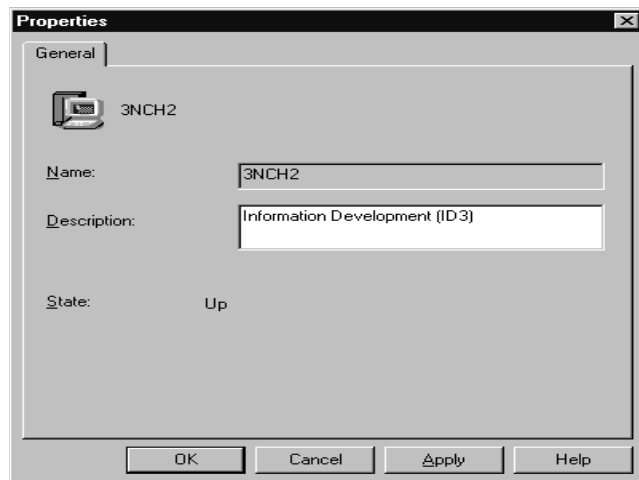 Properties
General
3NCH2
Name: 3NCH2
Description: Information Development (ID3)
State: Up
OK Cancel Apply Help